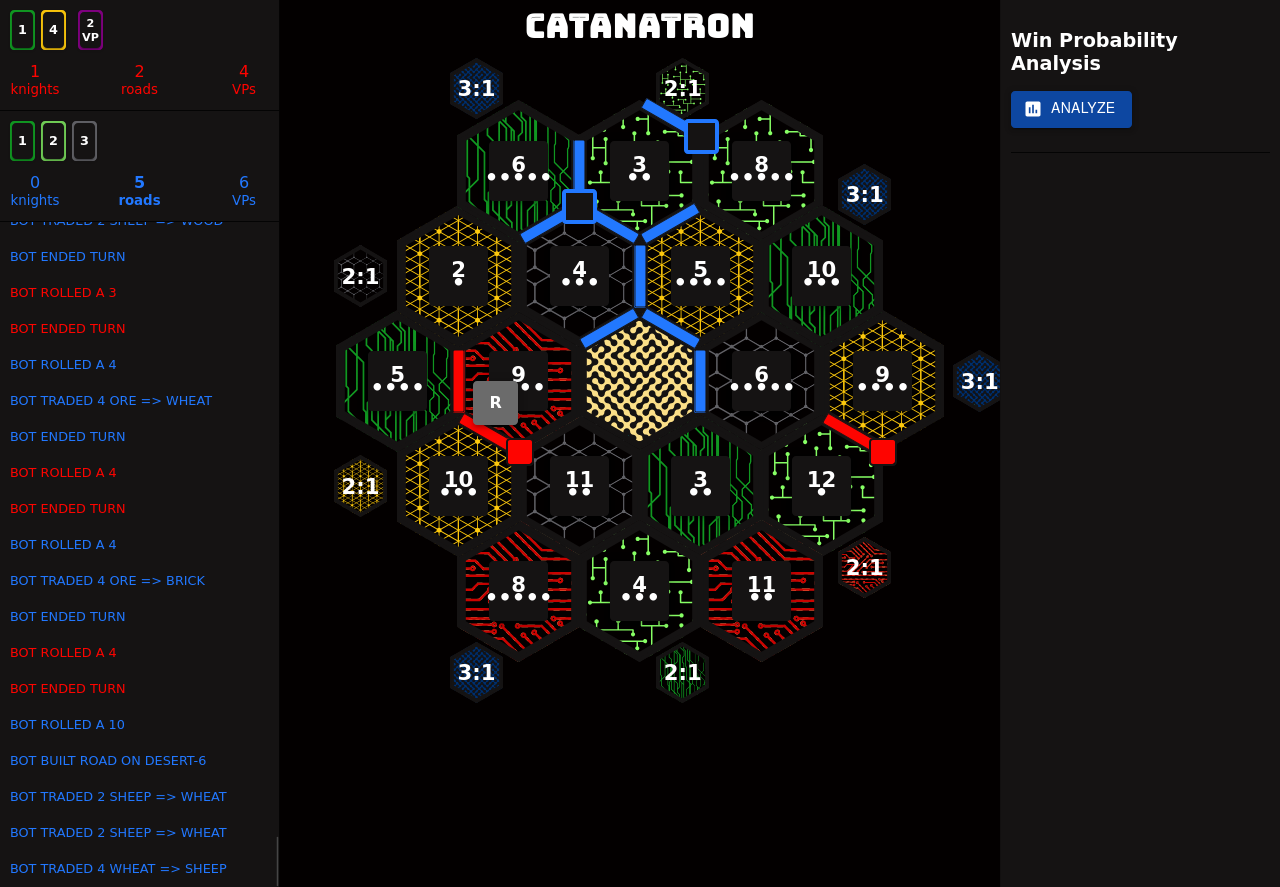 1 4 2 VP
1 2 4
knights roads VPs
1 2 3
0 5 6
knights roads VPs
BOT TRADED 2 SHEEP => WOOD
BOT ENDED TURN
BOT ROLLED A 3
BOT ENDED TURN
BOT ROLLED A 4
BOT TRADED 4 ORE => WHEAT
BOT ENDED TURN
BOT ROLLED A 4
BOT ENDED TURN
BOT ROLLED A 4
BOT TRADED 4 ORE => BRICK
BOT ENDED TURN
BOT ROLLED A 4
BOT ENDED TURN
BOT ROLLED A 10
BOT BUILT ROAD ON DESERT-6
BOT TRADED 2 SHEEP => WHEAT
BOT TRADED 2 SHEEP => WHEAT
BOT TRADED 4 WHEAT => SHEEP
CATANATRON
3:1 2:1
6 3 8
3:1
2:1 2 4 5 10
5 9 6 9 3:1
R
2:1 10 11 3 12
2:1
8 4 11
3:1 2:1
Win Probability
Analysis
ANALYZE